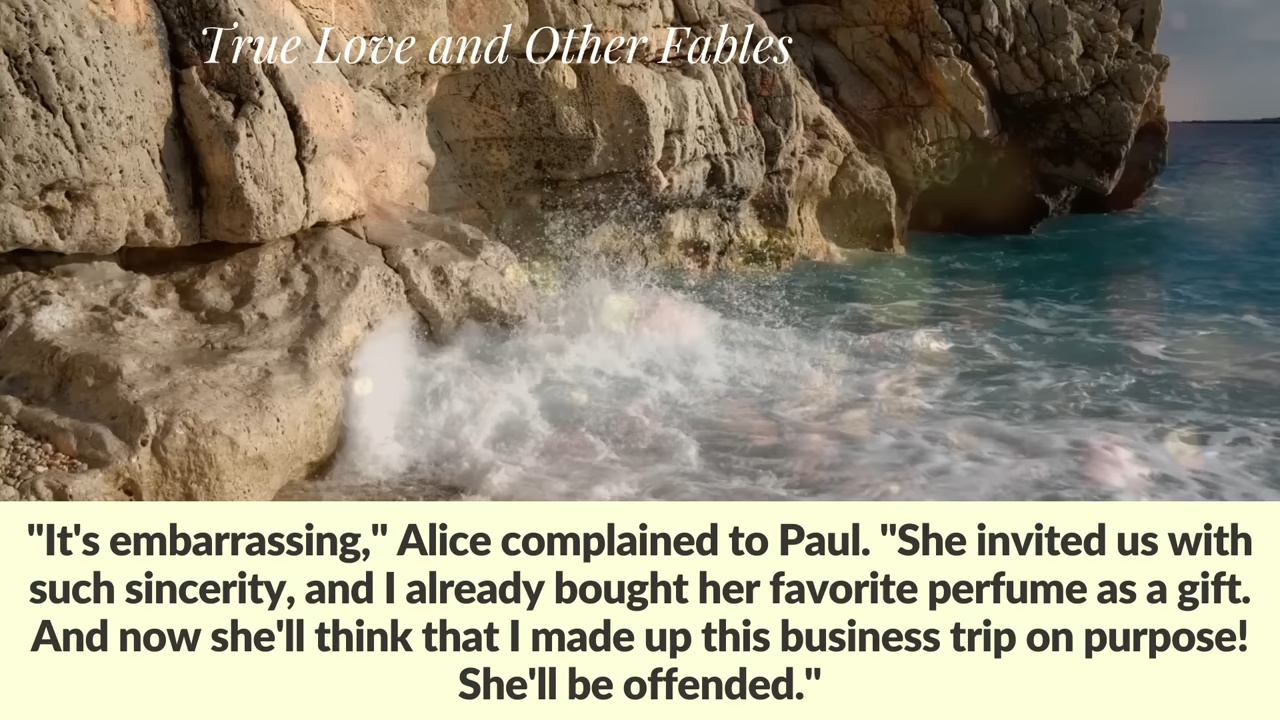 True Love and Other Fables
"It's embarrassing," Alice complained to Paul. "She invited us with
such sincerity, and I already bought her favorite perfume as a gift.
And now she'll think that I made up this business trip on purpose!
She'll be offended."